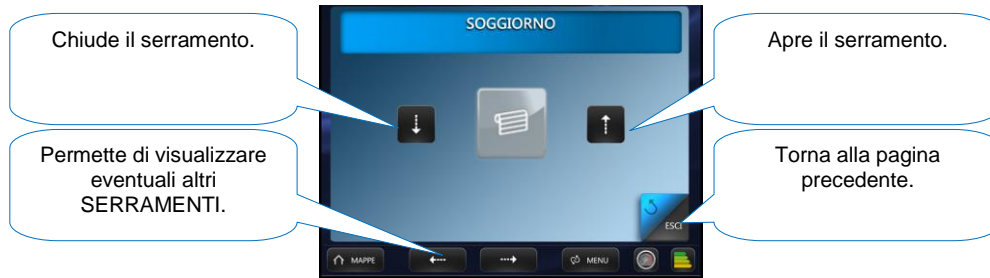 Chiude il serramento.
SOGGIORNO
Apre il serramento.
Permette di visualizzare
eventuali altri
SERRAMENTI.
Torna alla pagina
precedente.
ESCI
MAPPE
MENU